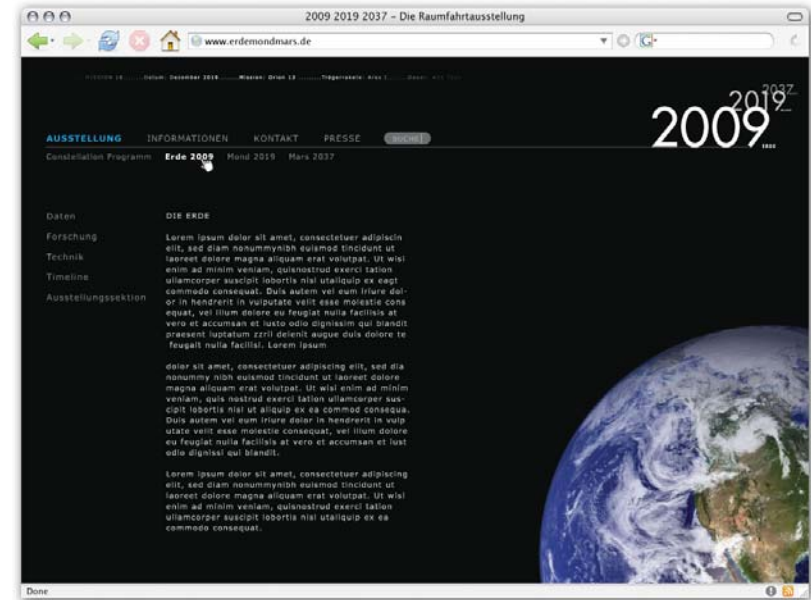 2009 2019 2037 – Die Raumfahrtausstellung
www.erdemondmars.de
G
MISSION 18........Datum: Dezember 2018........Mission: Orion 13 ........Trägerrakete: Ares I
2037
2019
2009
ERDE
AUSSTELLUNG INFORMATIONEN KONTAKT PRESSE SUCHE
Constellation Programm Erde 2009 Mond 2019 Mars 2037
Daten
Forschung
Technik
Timeline
Ausstellungssektion
DIE ERDE
Lorem ipsum dolor sit amet, consectetuer adipiscin
elit, sed diam nonummynibh euismod tincidunt ut
laoreet dolore magna aliquam erat volutpat. Ut wisi
enim ad minim veniam, quisnostrud exerci tation
ullamcorper suscipit lobortis nisl utaliquip ex eagt
commodo consequat. Duis autem vel eum iriure dol-
or in hendrerit in vulputate velit esse molestie cons
equat, vel illum dolore eu feugiat nulla facilisis at
vero et accumsan et iusto odio dignissim qui blandit
praesent luptatum zzril delenit augue duis dolore te
feugait nulla facilisi. Lorem ipsum
dolor sit amet, consectetuer adipiscing elit, sed dia
nonummy nibh euismod tincidunt ut laoreet dolore
magna aliquam erat volutpat. Ut wisi enim ad minim
veniam, quis nostrud exerci tation ullamcorper sus-
cipit lobortis nisl ut aliquip ex ea commod consequa.
Duis autem vel eum iriure dolor in hendrerit in vulp
utate velit esse molestie consequat, vel illum dolore
eu feugiat nulla facilisis at vero et accumsan et iust
odio dignissi qui blandit.
Lorem ipsum dolor sit amet, consectetuer adipiscing
elit, sed diam nonummynibh euismod tincidunt ut
laoreet dolore magna aliquam erat volutpat. Ut wisi
enim ad minim veniam, quisnostrud exerci tation
ullamcorper suscipit lobortis nisl utaliquip ex ea
commodo consequat.
Done